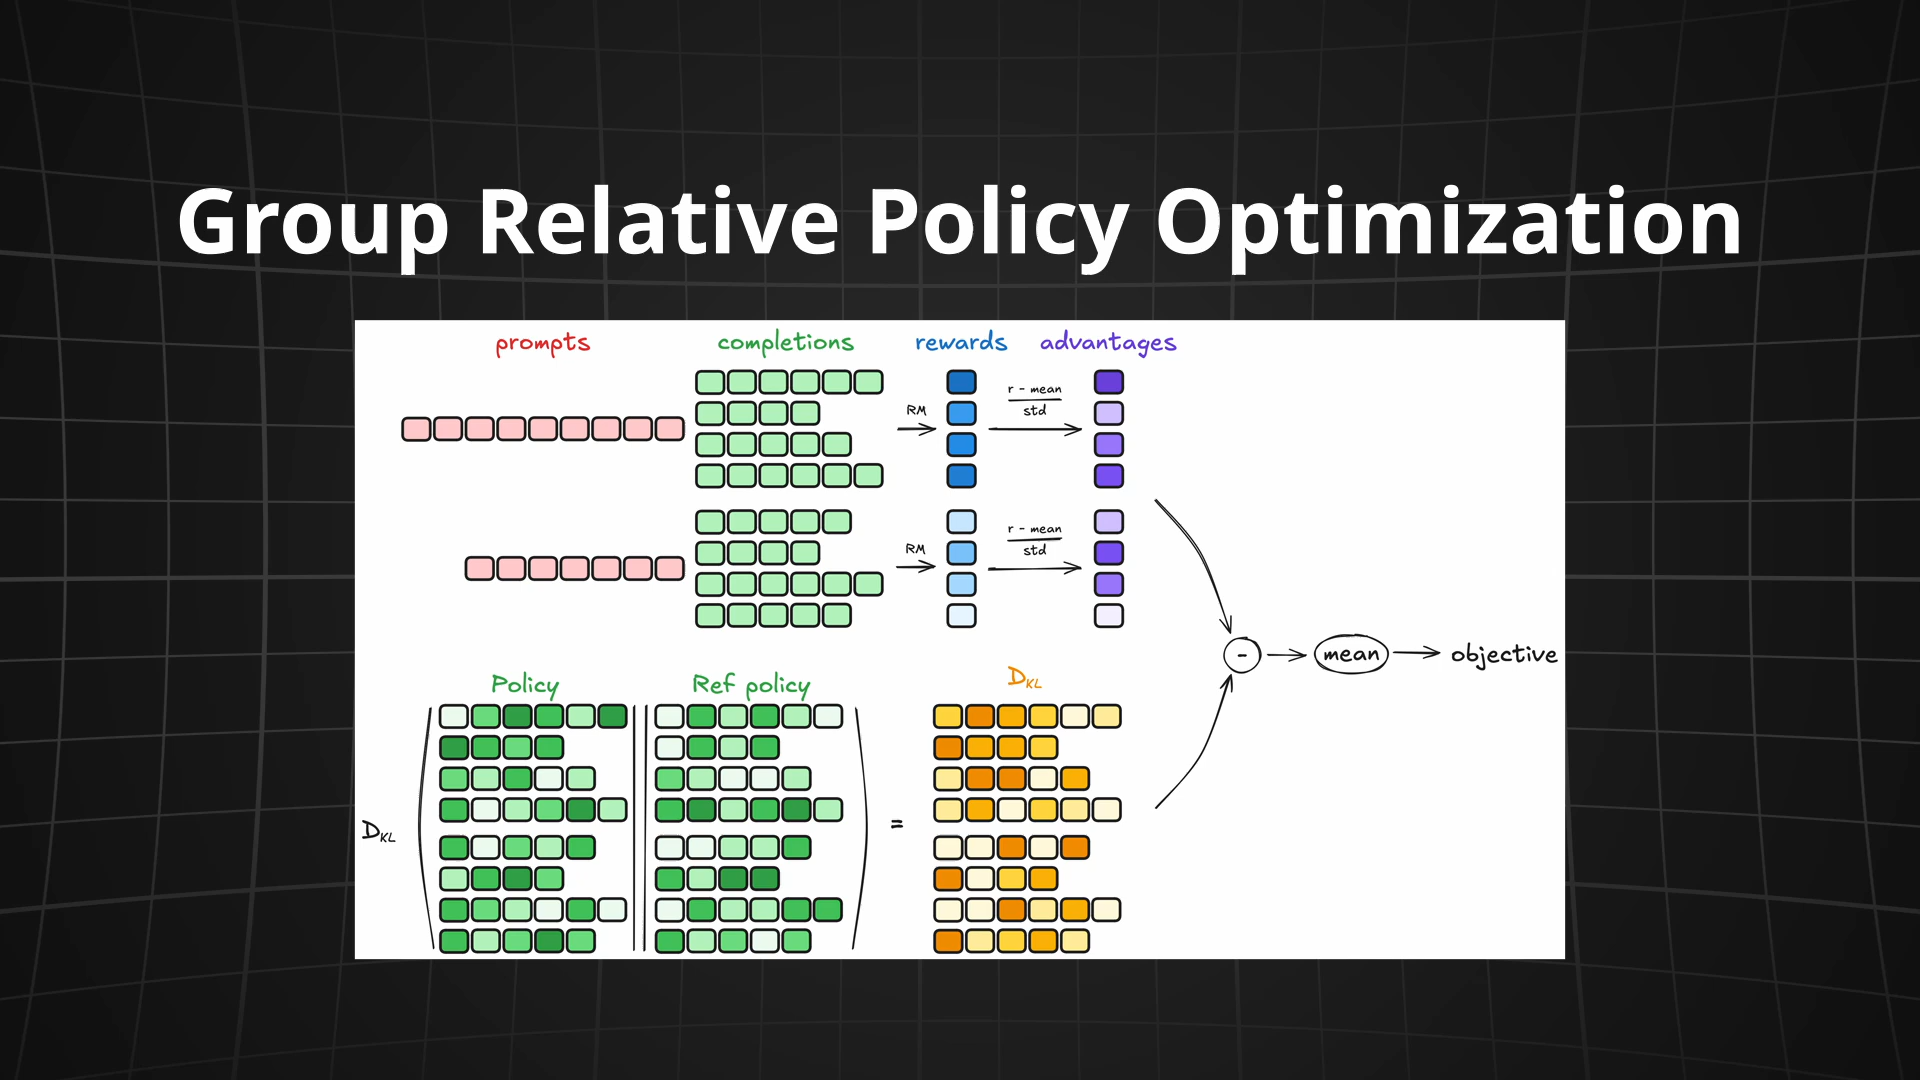 Group Relative Policy Optimization
prompts
completions
rewards
advantages
RM
r - mean
std
RM
r - mean
std
-
mean
objective
Policy
Ref policy
DKL
DKL
=